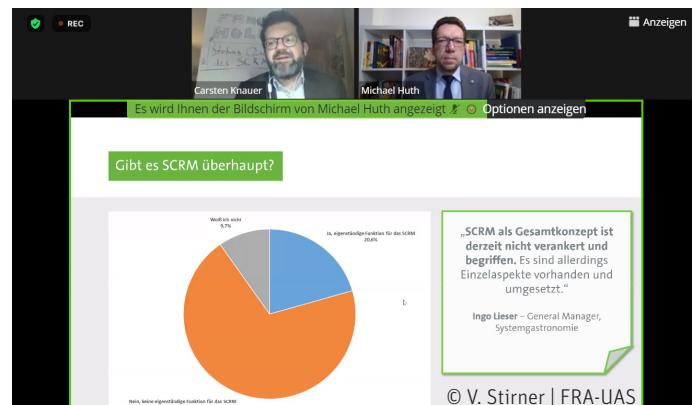 REC
Anzeigen
Carsten Knauer
Michael Huth
Es wird Ihnen der Bildschirm von Michael Huth angezeigt
Optionen anzeigen
Gibt es SCRM überhaupt?
Weiß ich nicht
9,7%
Ja, eigenständige Funktion für das SCRM
20,6%
Nein, keine eigenständige Funktion für das SCRM
„SCRM als Gesamtkonzept ist
derzeit nicht verankert und
begriffen. Es sind allerdings
Einzelaspekte vorhanden und
umgesetzt.“
Ingo Lieser – General Manager,
Systemgastronomie
© V. Stirner | FRA-UAS